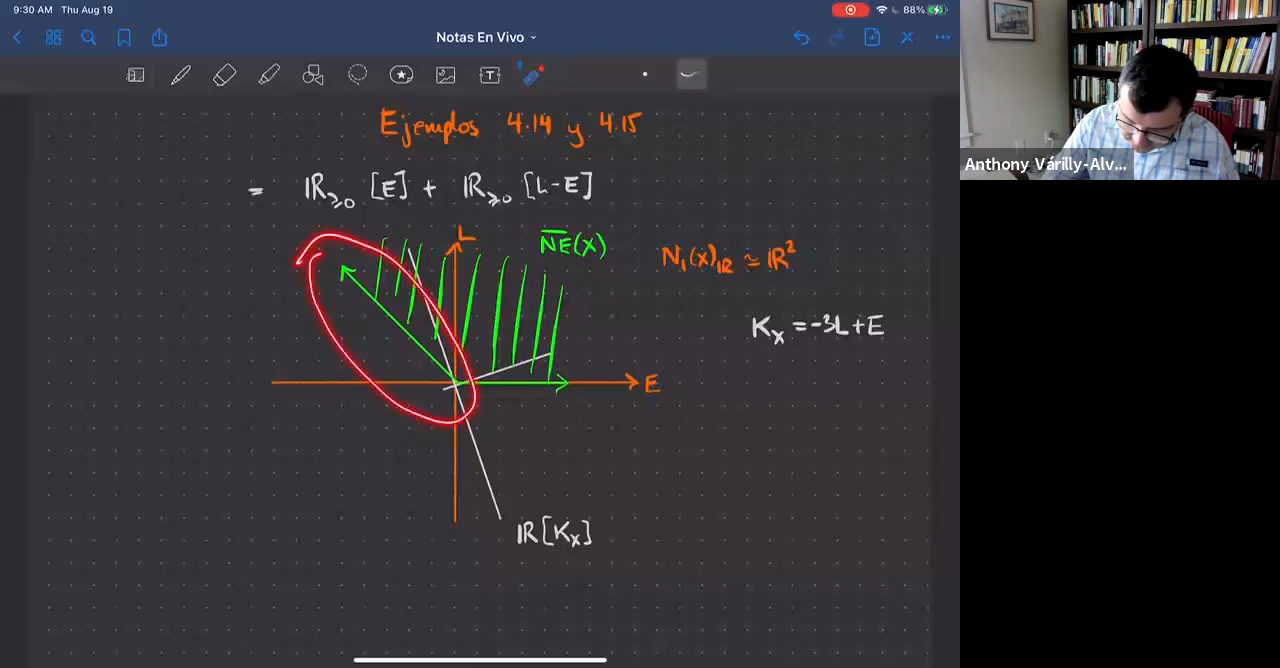 9:30 AM Thu Aug 19
88%
Notas En Vivo
Ejemplos 4.14 y 4.15
= ℝ≥0 [E] + ℝ≥0 [L-E]
L
N̅E̅(X)
N₁(X)ℝ ≃ ℝ²
Kₓ = -3L+E
E
ℝ[Kₓ]
Anthony Várilly-Alv...